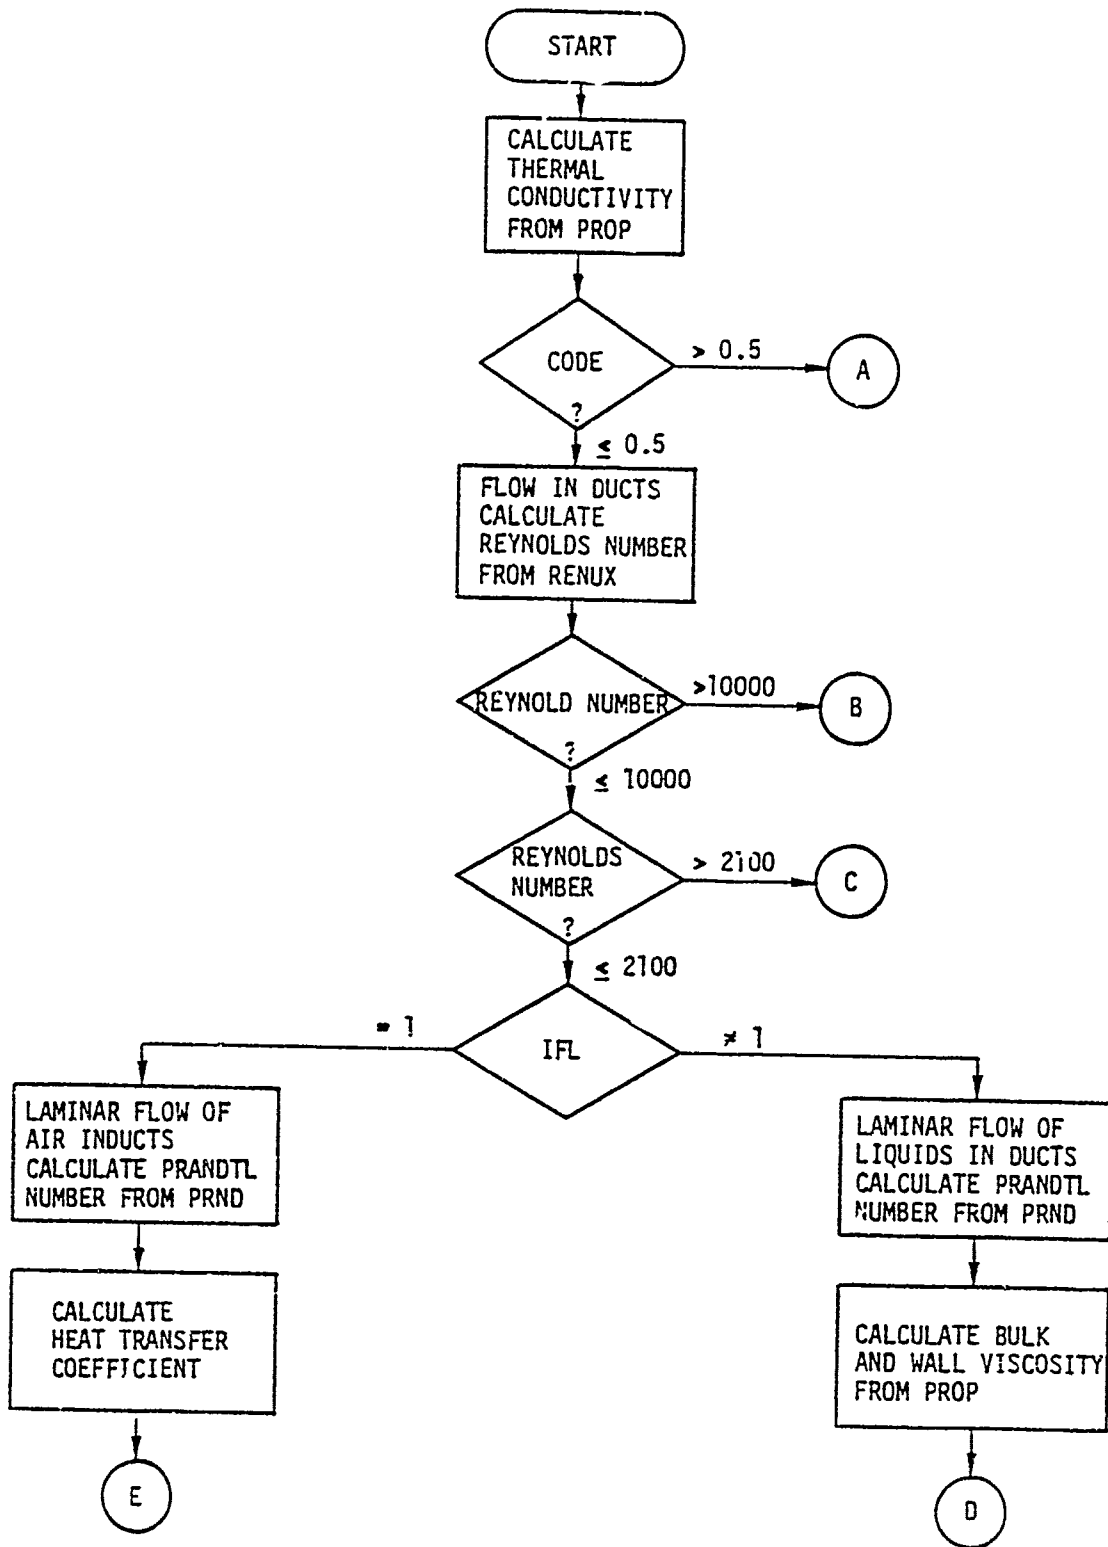 START
CALCULATE
THERMAL
CONDUCTIVITY
FROM PROP
CODE
?
> 0.5
A
≤ 0.5
FLOW IN DUCTS
CALCULATE
REYNOLDS NUMBER
FROM RENUX
REYNOLD NUMBER
?
>10000
B
≤ 10000
REYNOLDS
NUMBER
?
> 2100
C
≤ 2100
IFL
= 1
≠ 1
LAMINAR FLOW OF
AIR INDUCTS
CALCULATE PRANDTL
NUMBER FROM PRND
LAMINAR FLOW OF
LIQUIDS IN DUCTS
CALCULATE PRANDTL
NUMBER FROM PRND
CALCULATE
HEAT TRANSFER
COEFFICIENT
CALCULATE BULK
AND WALL VISCOSITY
FROM PROP
E
D